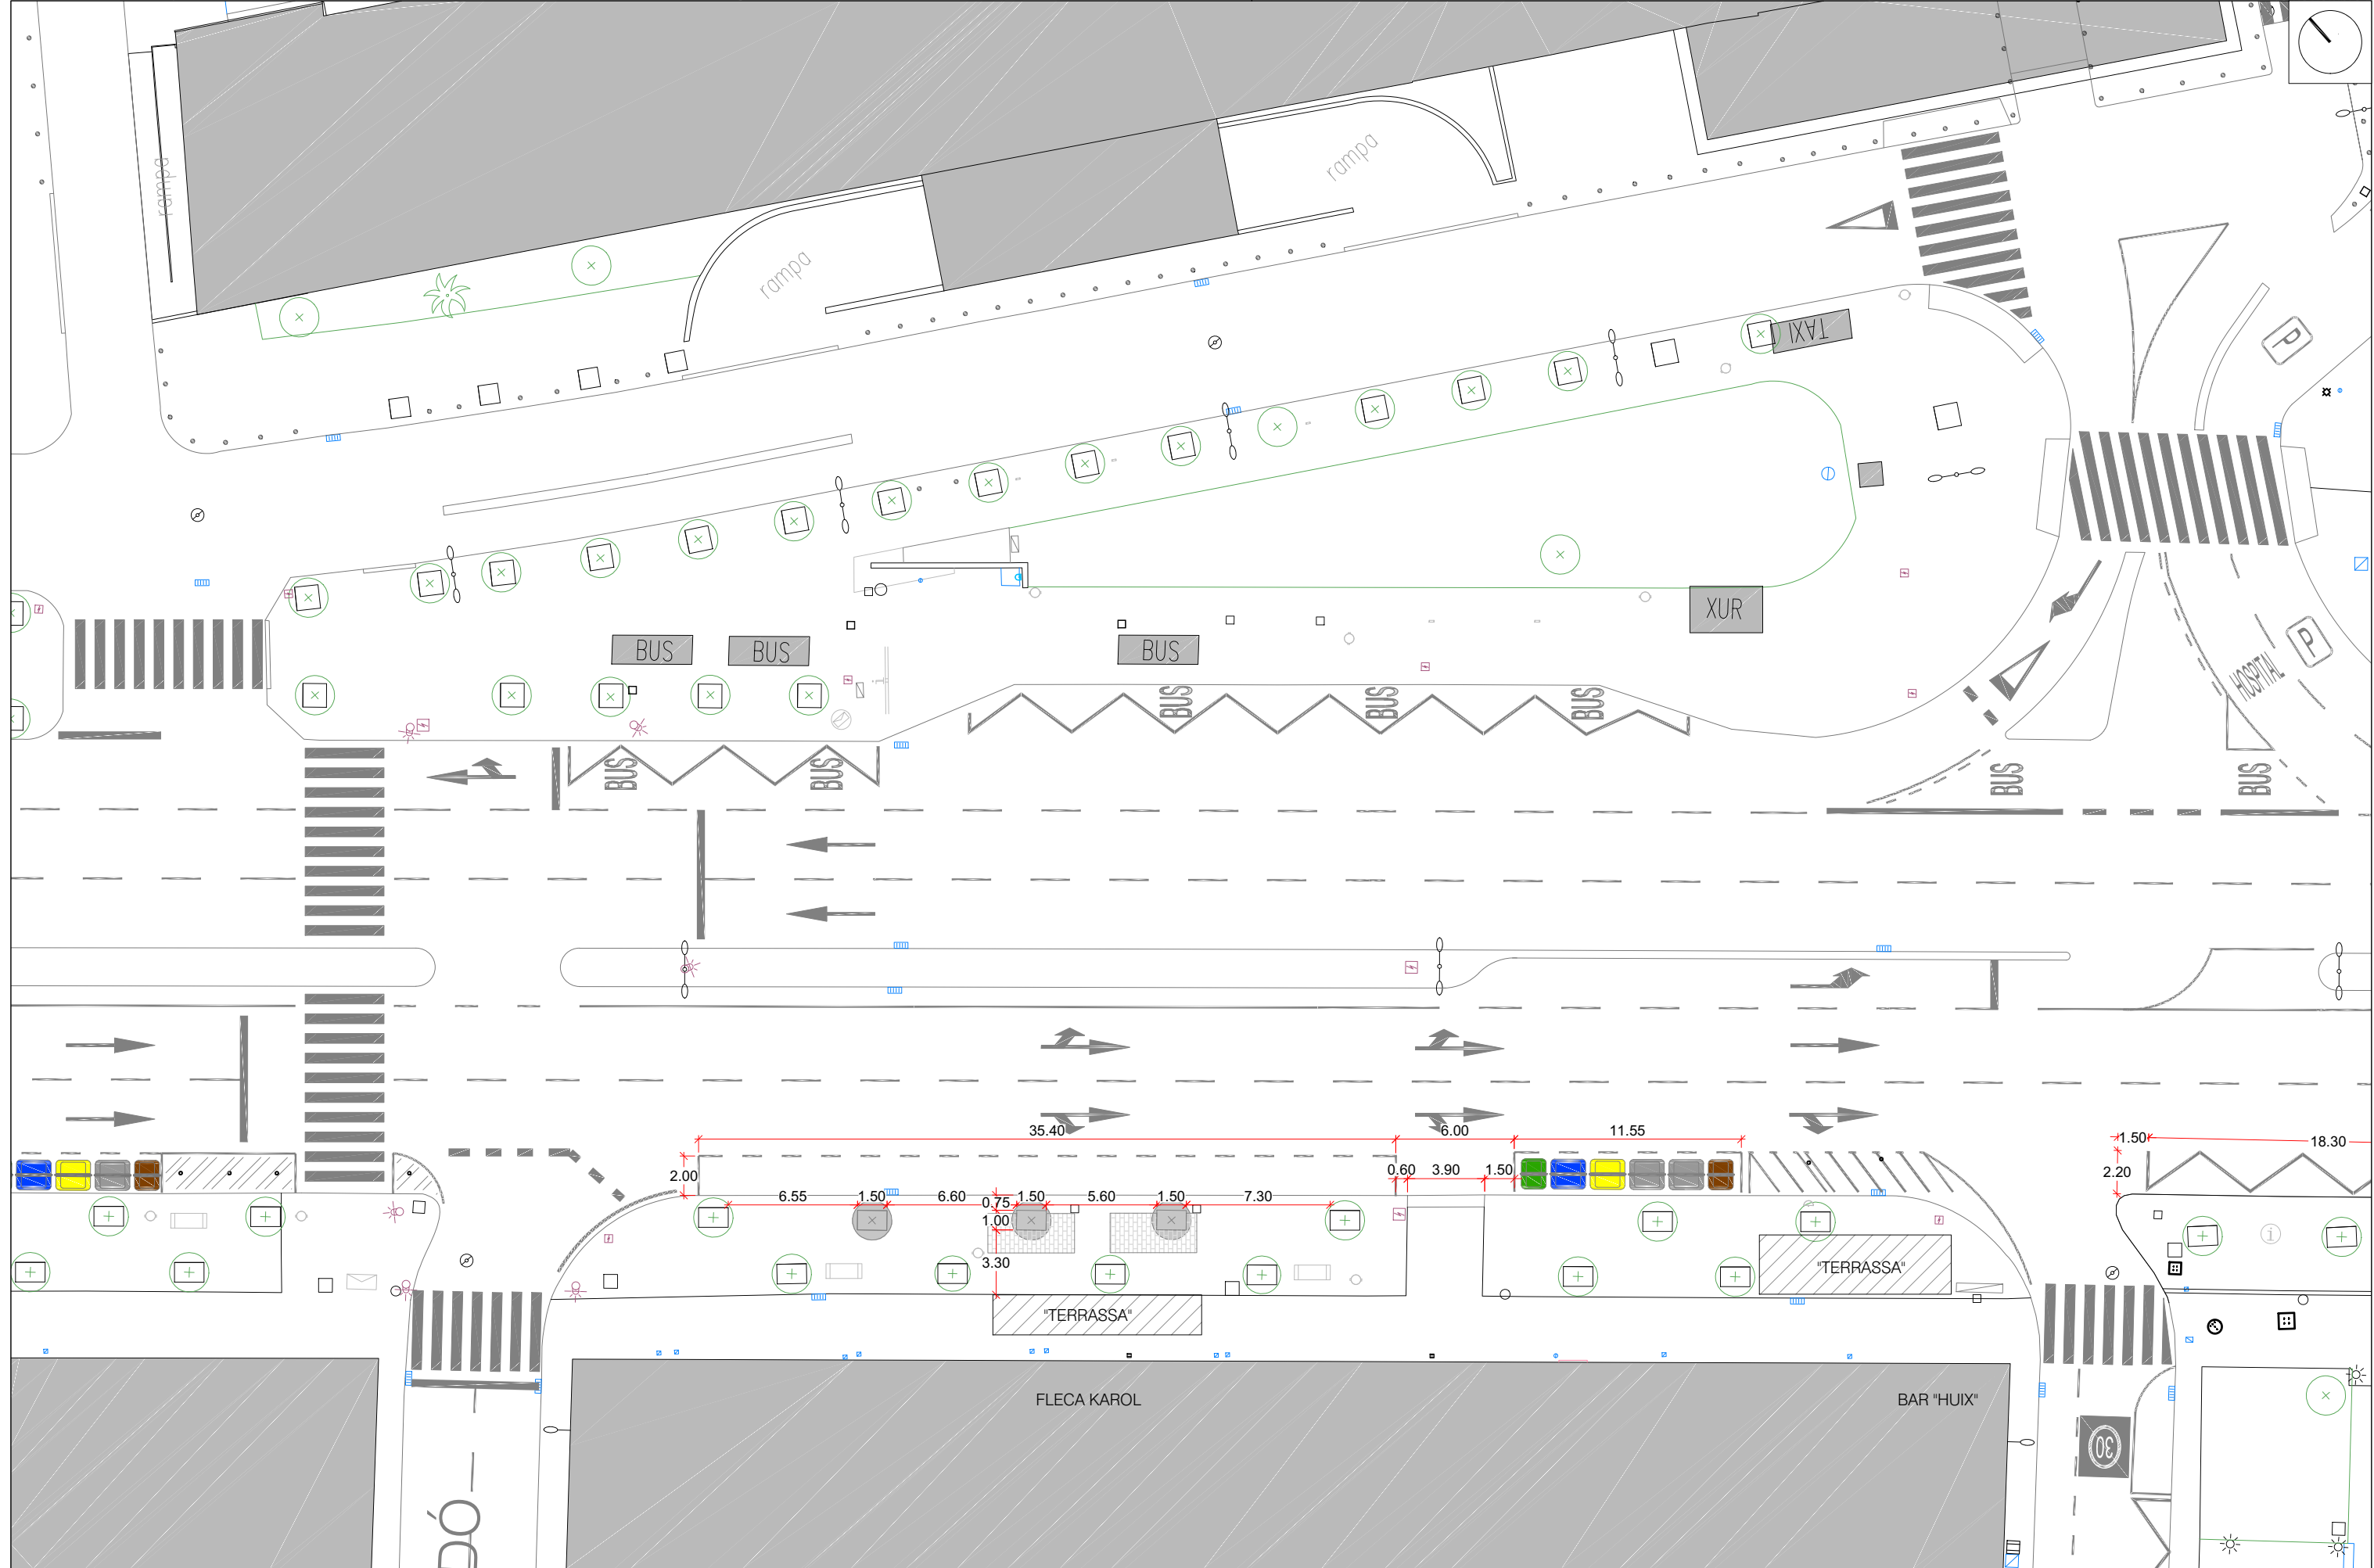 rampa
rampa
rampa
TAXI
P
P
XUR
BUS
BUS
BUS
i
HOSPITAL
BUS
BUS
BUS
BUS
BUS
BUS
BUS
35.40
6.00
11.55
1.50
18.30
2.00
0.60
3.90
1.50
2.20
6.55
1.50
6.60
0.75
1.50
5.60
1.50
7.30
1.00
3.30
i
"TERRASSA"
"TERRASSA"
FLECA KAROL
BAR "HUIX"
30
DÓ